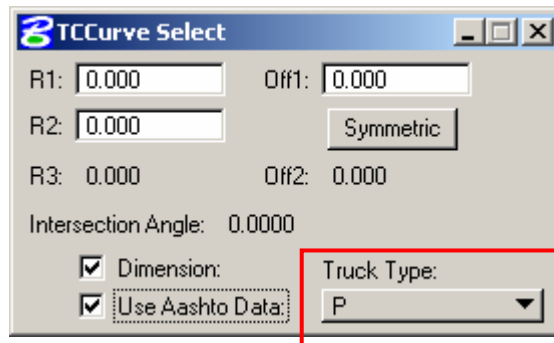 TCCurve Select
R1: 0.000 Off1: 0.000
R2: 0.000 Symmetric
R3: 0.000 Off2: 0.000
Intersection Angle: 0.0000
Dimension: Truck Type:
Use Aashto Data: P